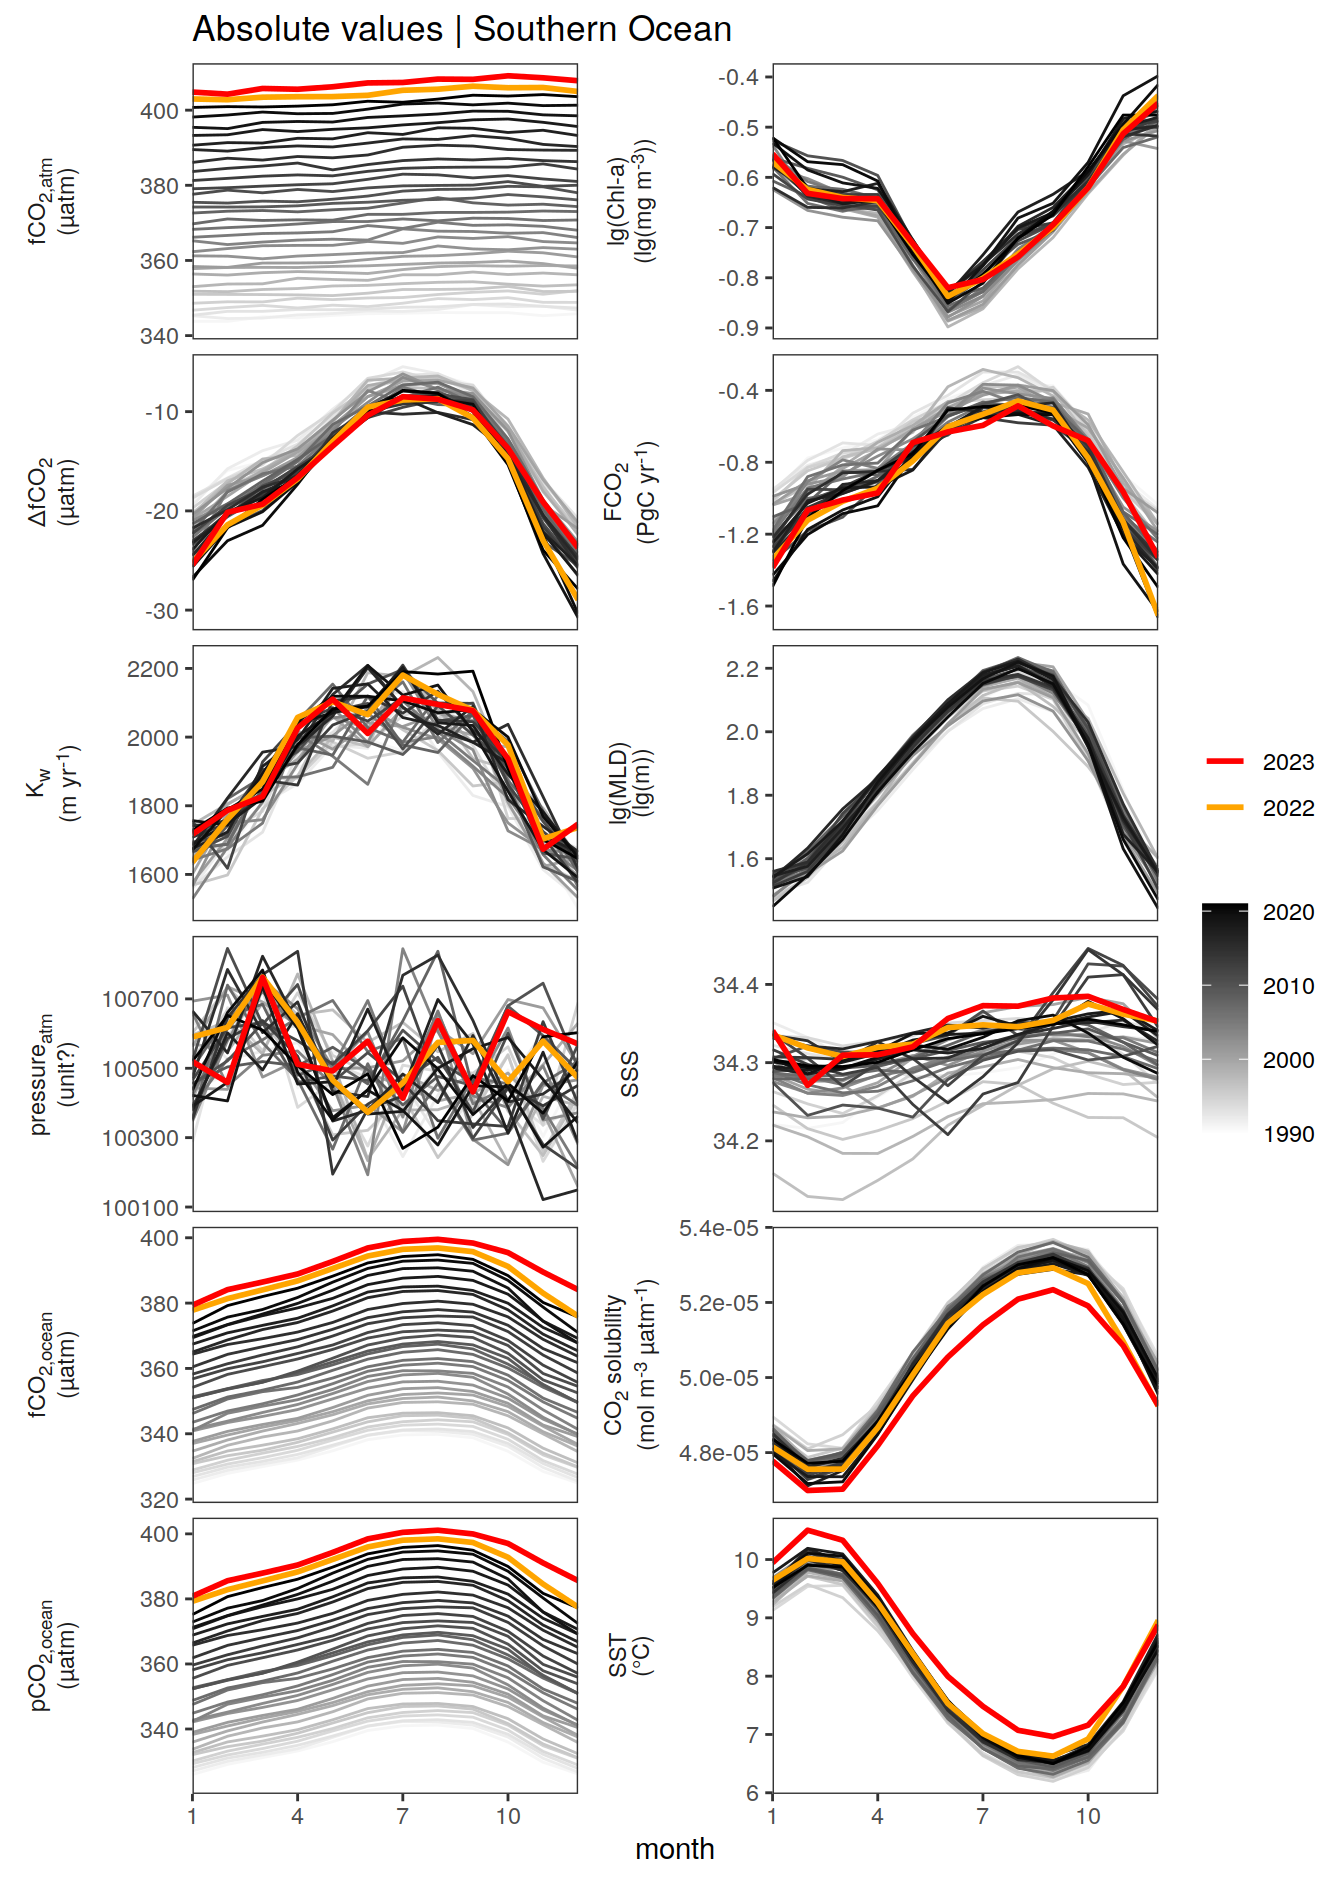 Absolute values | Southern Ocean
fCO2,atm
(µatm)
400
380
360
340
lg(Chl-a)
(lg(mg m-3))
-0.4
-0.5
-0.6
-0.7
-0.8
-0.9
ΔfCO2
(µatm)
-10
-20
-30
FCO2
(PgC yr-1)
-0.4
-0.8
-1.2
-1.6
Kw
(m yr-1)
2200
2000
1800
1600
lg(MLD)
(lg(m))
2.2
2.0
1.8
1.6
pressureatm
(unit?)
100700
100500
100300
100100
SSS
34.4
34.3
34.2
fCO2,ocean
(µatm)
400
380
360
340
320
CO2 solubility
(mol m-3 µatm-1)
5.4e-05
5.2e-05
5.0e-05
4.8e-05
pCO2,ocean
(µatm)
400
380
360
340
SST
(°C)
10
9
8
7
6
1 4 7 10
1 4 7 10
month
2023
2022
2020
2010
2000
1990